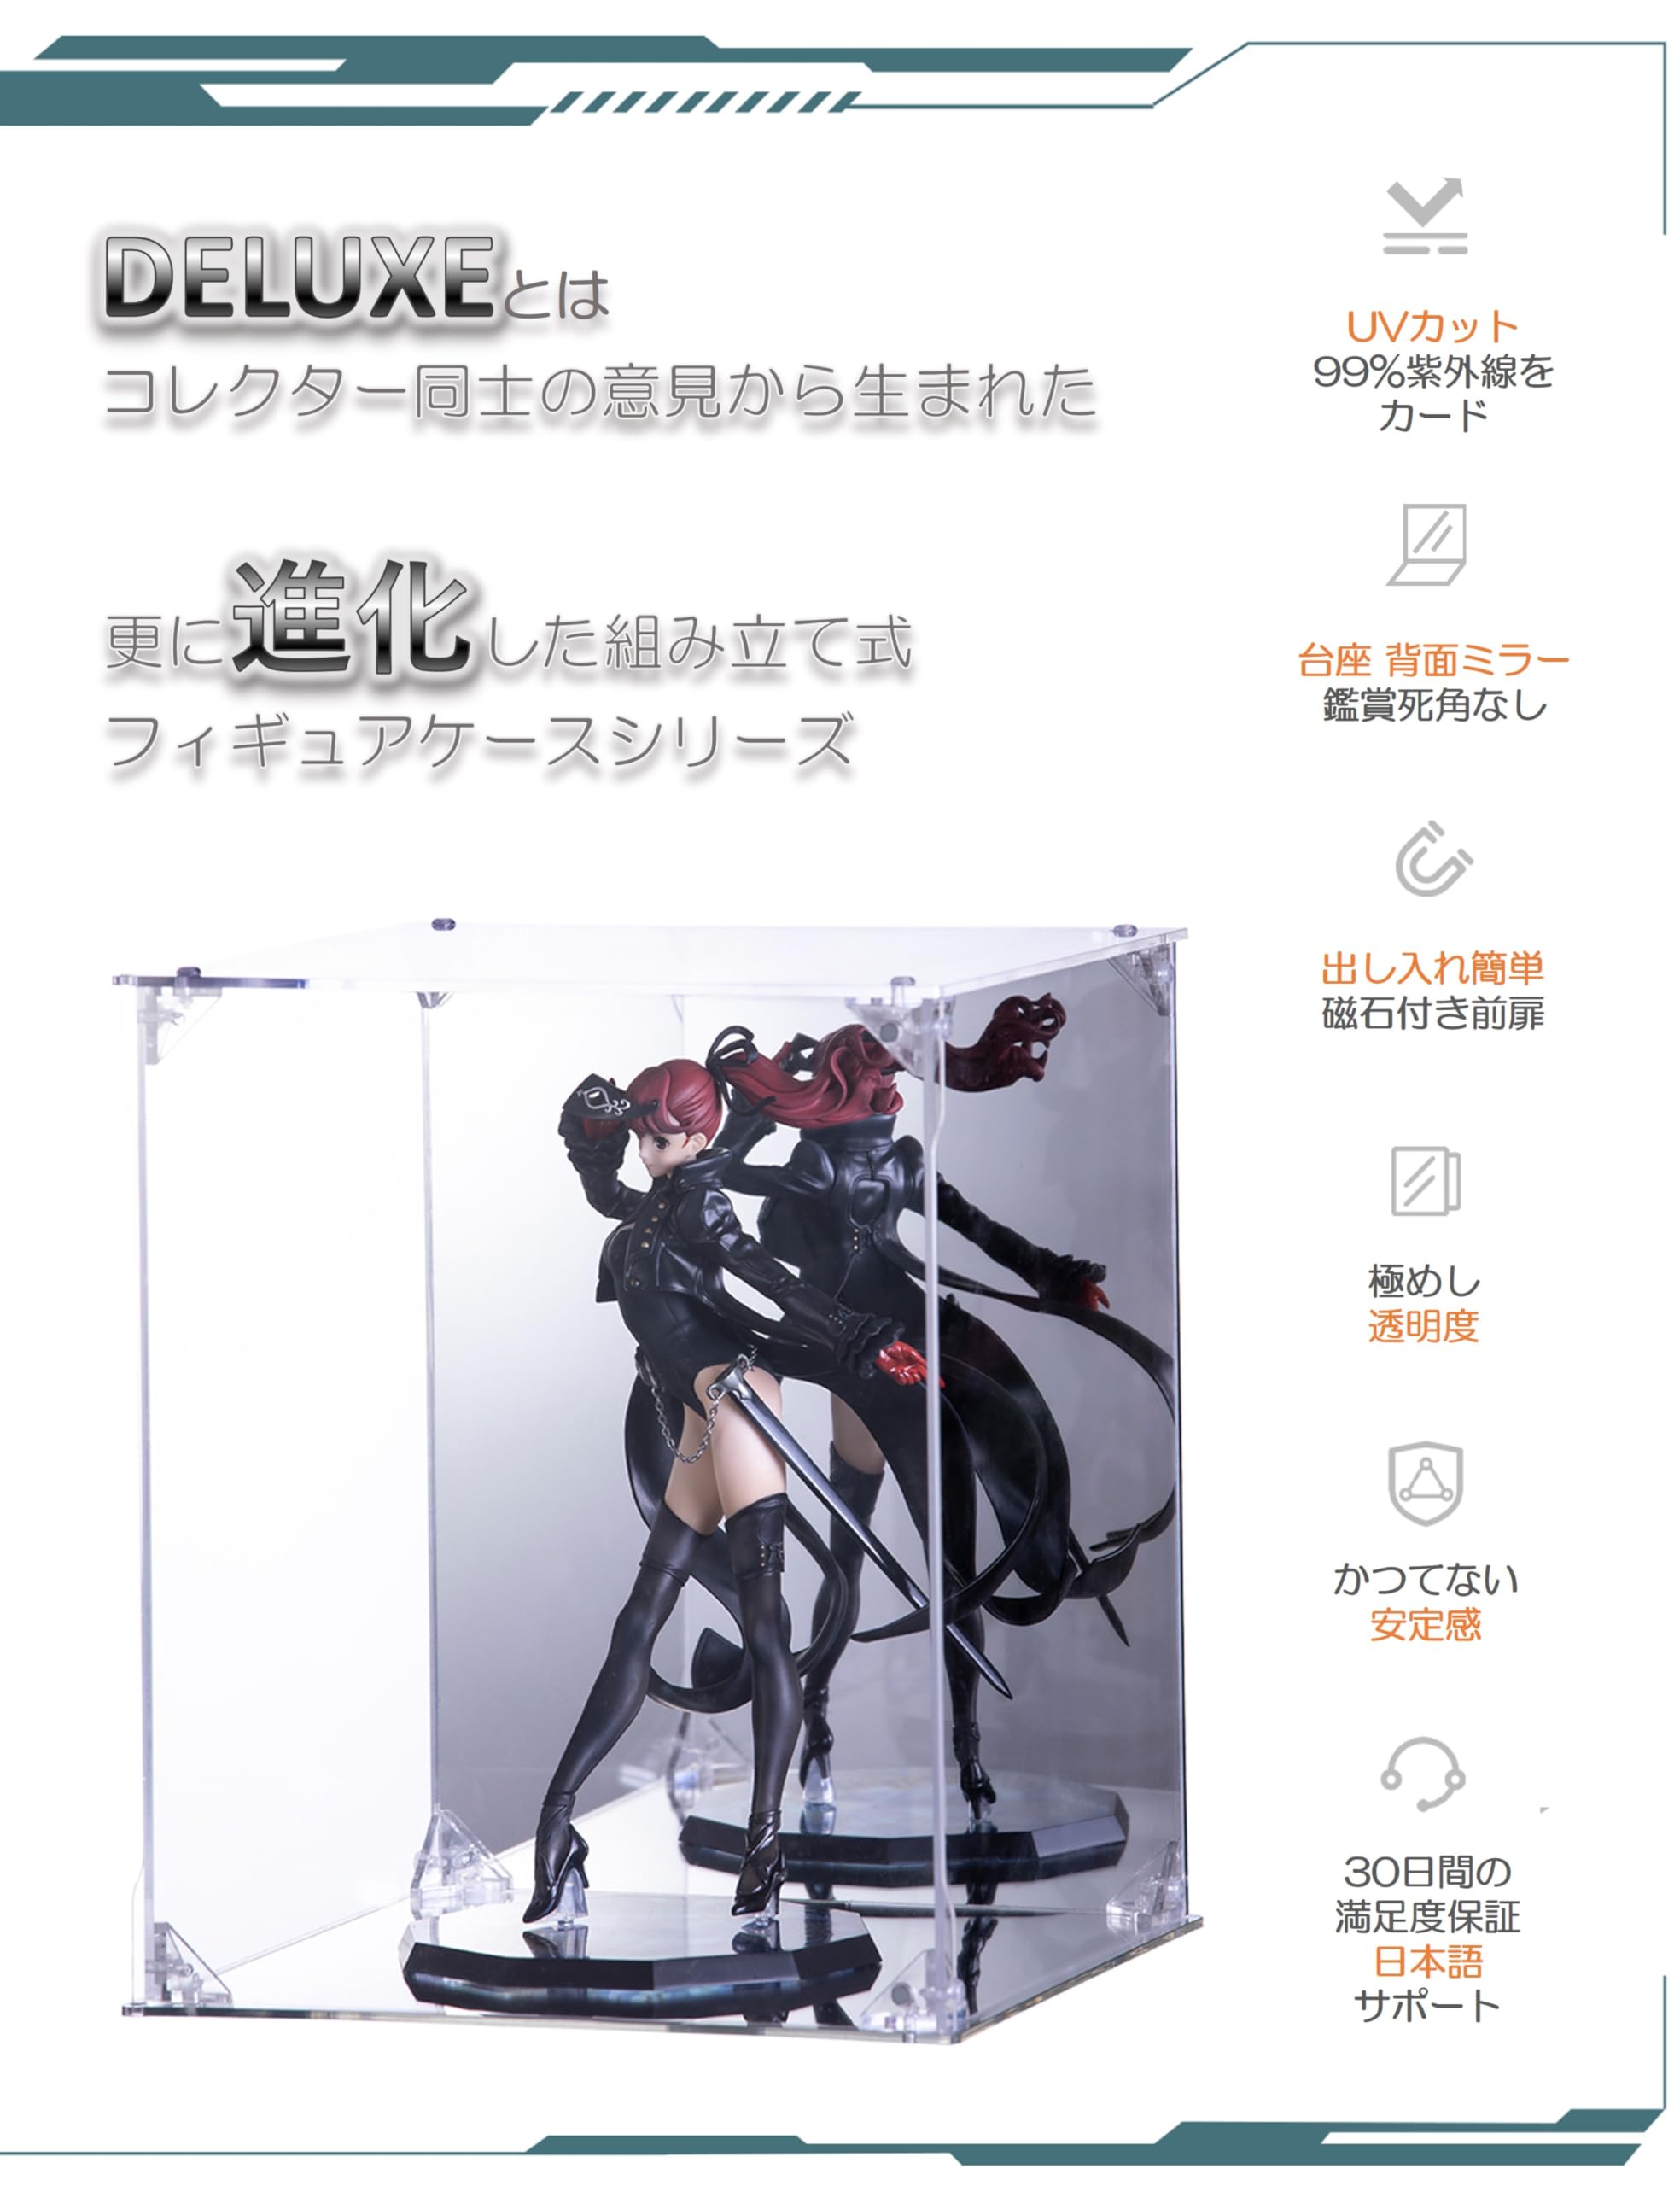 DELUXEとは
コレクター同士の意見から生まれた
更に進化した組み立て式
フィギュアケースシリーズ
UVカット
99%紫外線を
カード
台座 背面ミラー
鑑賞死角なし
出し入れ簡単
磁石付き前扉
極めし
透明度
かつてない
安定感
30日間の
満足度保証
日本語
サポート